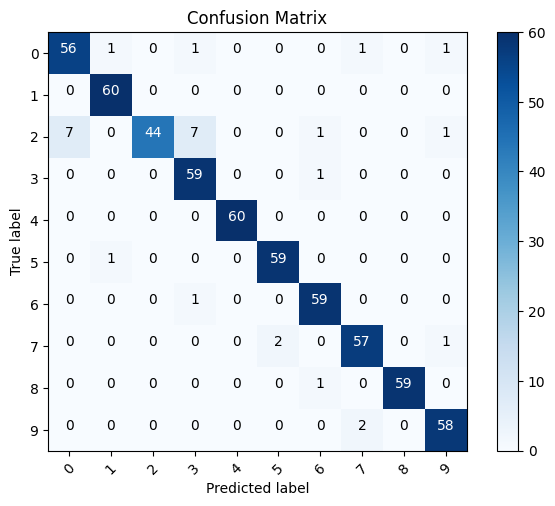 Confusion Matrix
0 56 1 0 1 0 0 0 1 0 1
1 0 60 0 0 0 0 0 0 0 0
2 7 0 44 7 0 0 1 0 0 1
3 0 0 0 59 0 0 1 0 0 0
4 0 0 0 0 60 0 0 0 0 0
5 0 1 0 0 0 59 0 0 0 0
6 0 0 0 1 0 0 59 0 0 0
7 0 0 0 0 0 2 0 57 0 1
8 0 0 0 0 0 0 1 0 59 0
9 0 0 0 0 0 0 0 2 0 58
0 1 2 3 4 5 6 7 8 9
True label
Predicted label
60
50
40
30
20
10
0